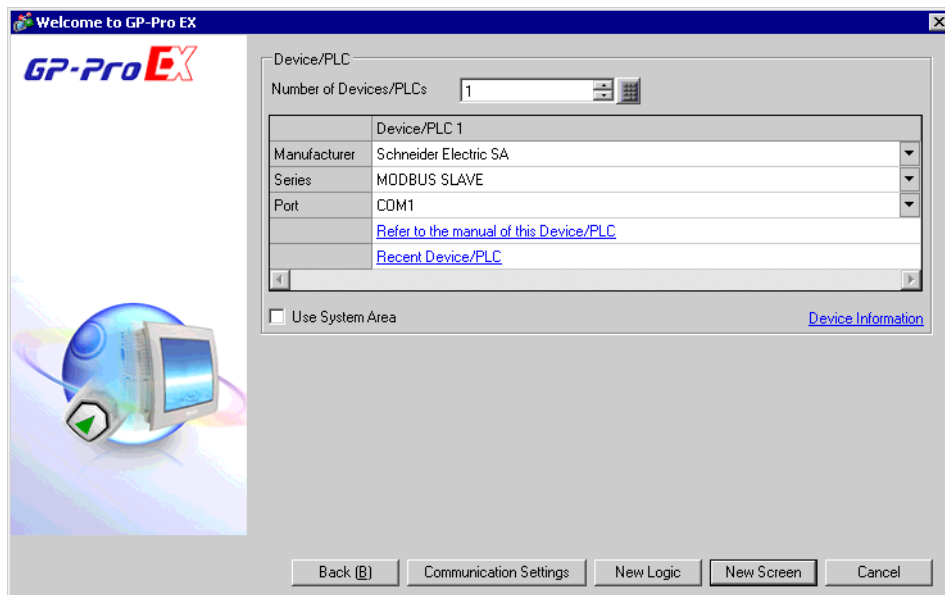 Welcome to GP-Pro EX
GP-Pro EX
Device/PLC
Number of Devices/PLCs 1
Device/PLC 1
Manufacturer Schneider Electric SA
Series MODBUS SLAVE
Port COM1
Refer to the manual of this Device/PLC
Recent Device/PLC
Use System Area Device Information
Back (B) Communication Settings New Logic New Screen Cancel